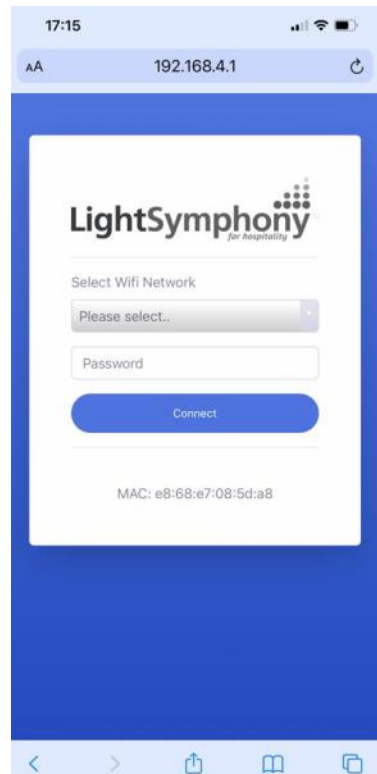 17:15
AA 192.168.4.1
LightSymphony
for hospitality
Select Wifi Network
Please select..
Password
Connect
MAC: e8:68:e7:08:5d:a8